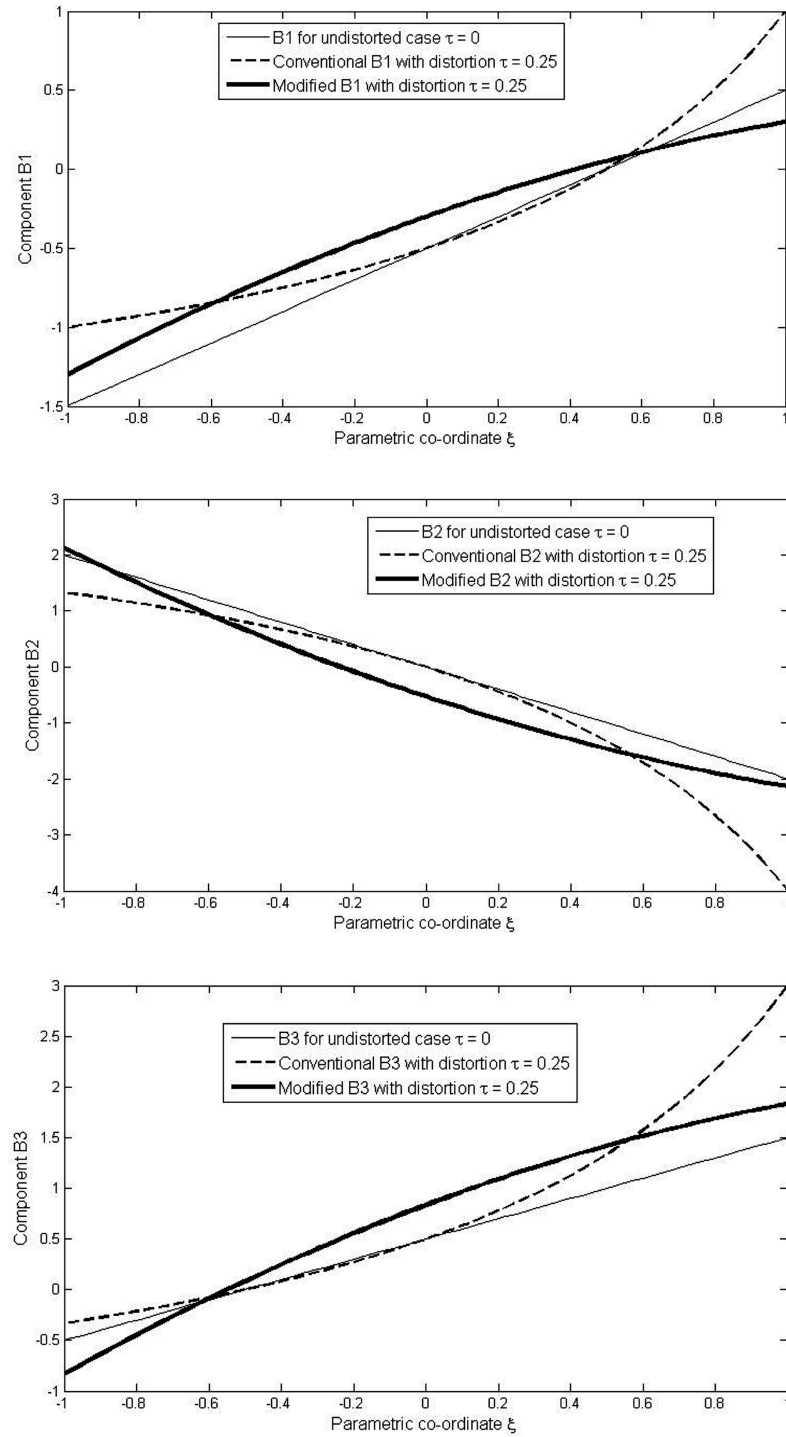 1
B1 for undistorted case τ = 0
Conventional B1 with distortion τ = 0.25
Modified B1 with distortion τ = 0.25
0.5
0
-0.5
-1
-1.5
Component B1
-1 -0.8 -0.6 -0.4 -0.2 0 0.2 0.4 0.6 0.8 1
Parametric co-ordinate ξ
3
B2 for undistorted case τ = 0
Conventional B2 with distortion τ = 0.25
Modified B2 with distortion τ = 0.25
2
1
0
-1
-2
-3
-4
Component B2
-1 -0.8 -0.6 -0.4 -0.2 0 0.2 0.4 0.6 0.8 1
Parametric co-ordinate ξ
3
B3 for undistorted case τ = 0
Conventional B3 with distortion τ = 0.25
Modified B3 with distortion τ = 0.25
2.5
2
1.5
1
0.5
0
-0.5
-1
Component B3
-1 -0.8 -0.6 -0.4 -0.2 0 0.2 0.4 0.6 0.8 1
Parametric co-ordinate ξ